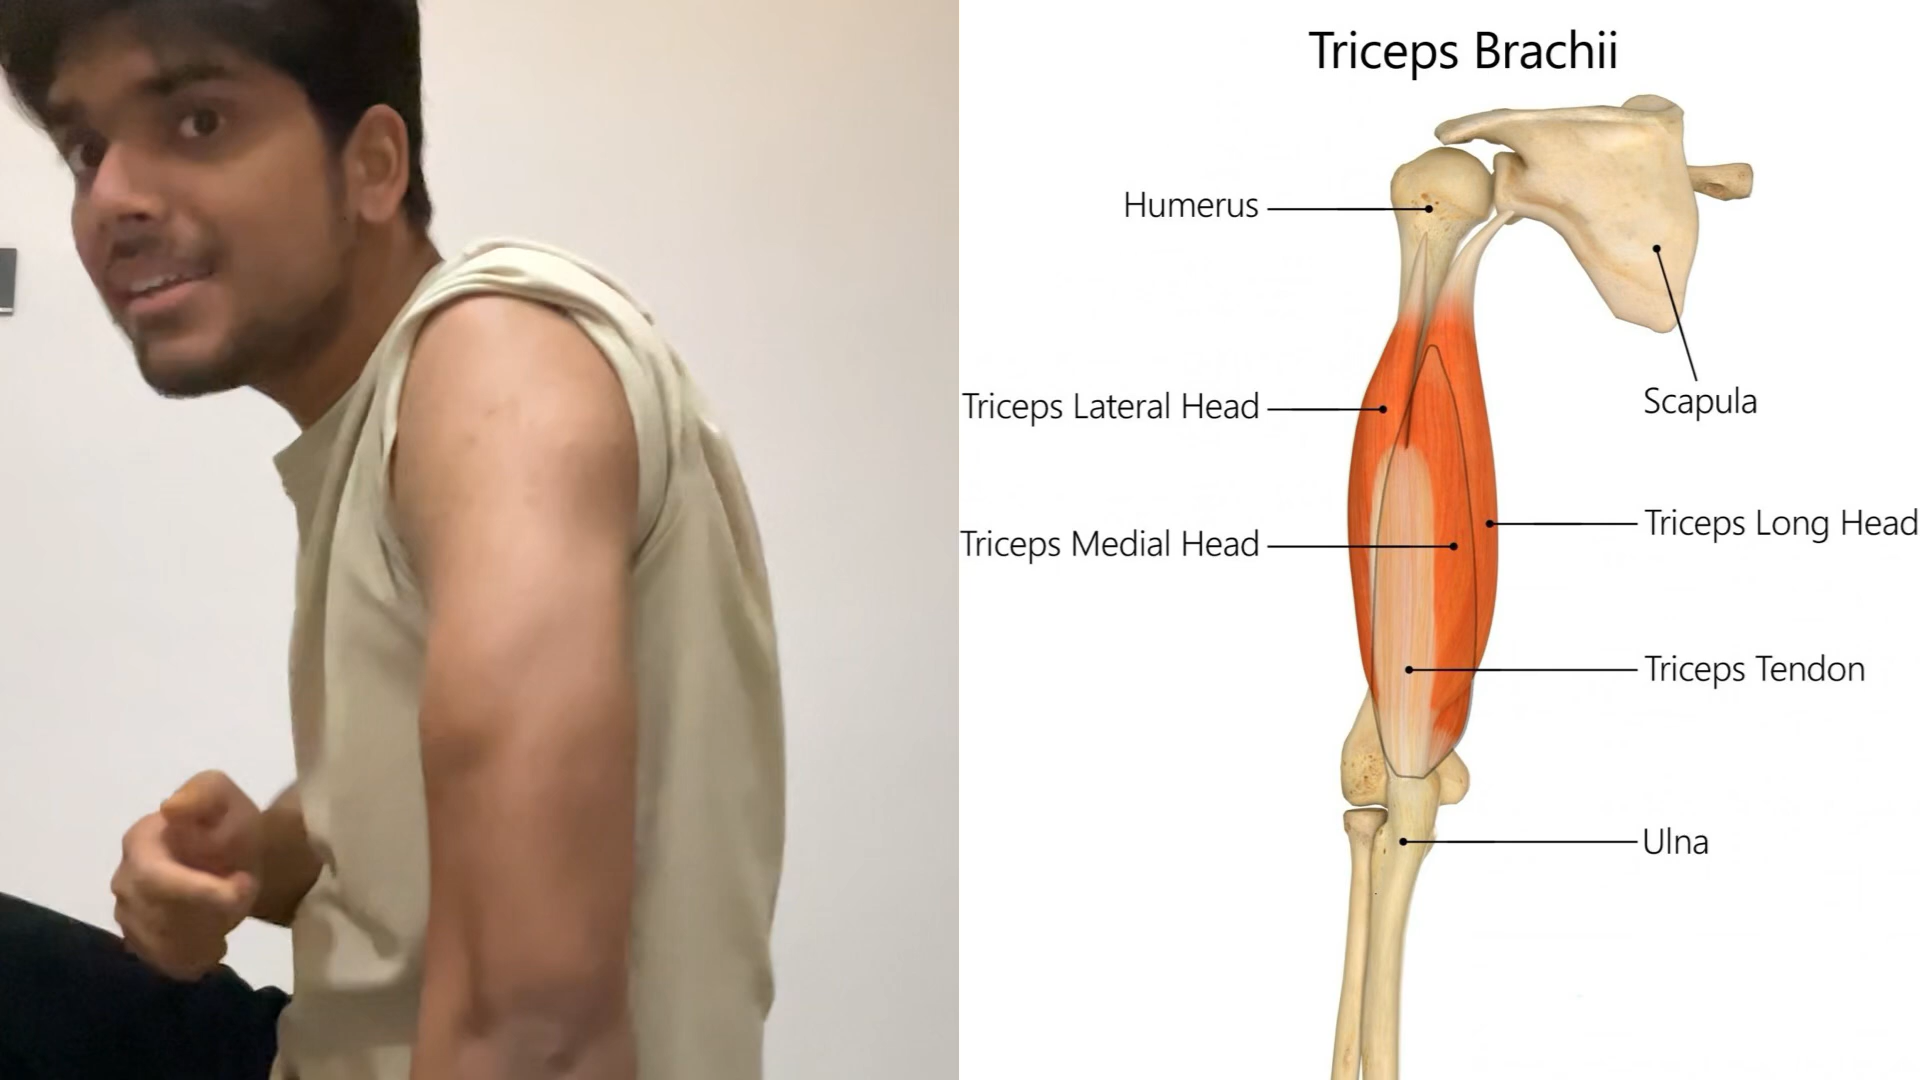 Triceps Brachii
Humerus
Scapula
Triceps Lateral Head
Triceps Long Head
Triceps Medial Head
Triceps Tendon
Ulna